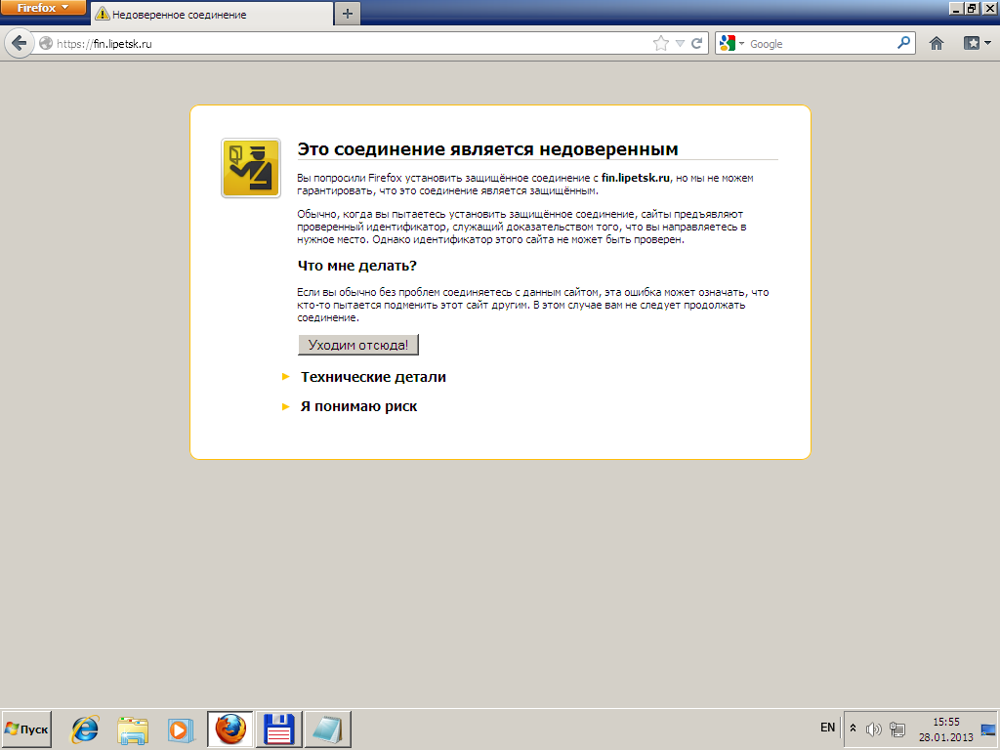 Firefox
Недоверенное соединение
https://fin.lipetsk.ru
Google
Это соединение является недоверенным
Вы попросили Firefox установить защищённое соединение с fin.lipetsk.ru, но мы не можем
гарантировать, что это соединение является защищённым.
Обычно, когда вы пытаетесь установить защищённое соединение, сайты предъявляют
проверенный идентификатор, служащий доказательством того, что вы направляетесь в
нужное место. Однако идентификатор этого сайта не может быть проверен.
Что мне делать?
Если вы обычно без проблем соединяетесь с данным сайтом, эта ошибка может означать, что
кто-то пытается подменить этот сайт другим. В этом случае вам не следует продолжать
соединение.
Уходим отсюда!
Технические детали
Я понимаю риск
Пуск
EN
15:55
28.01.2013